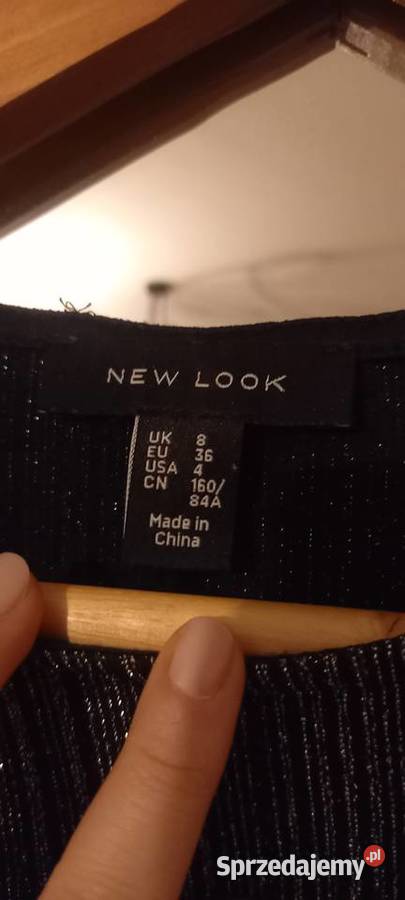 NEW LOOK
UK 8
EU 36
USA 4
CN 160/
84A
Made in
China
Sprzedajemy.pl